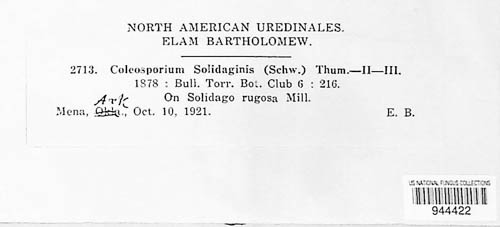 NORTH AMERICAN UREDINALES.
ELAM BARTHOLOMEW.
2713. Coleosporium Solidaginis (Schw.) Thum.—II—III.
1878 : Bull. Torr. Bot. Club 6 : 216.
On Solidago rugosa Mill.
Ark
Mena, Okla., Oct. 10, 1921. E. B.
US NATIONAL FUNGUS COLLECTIONS
944422